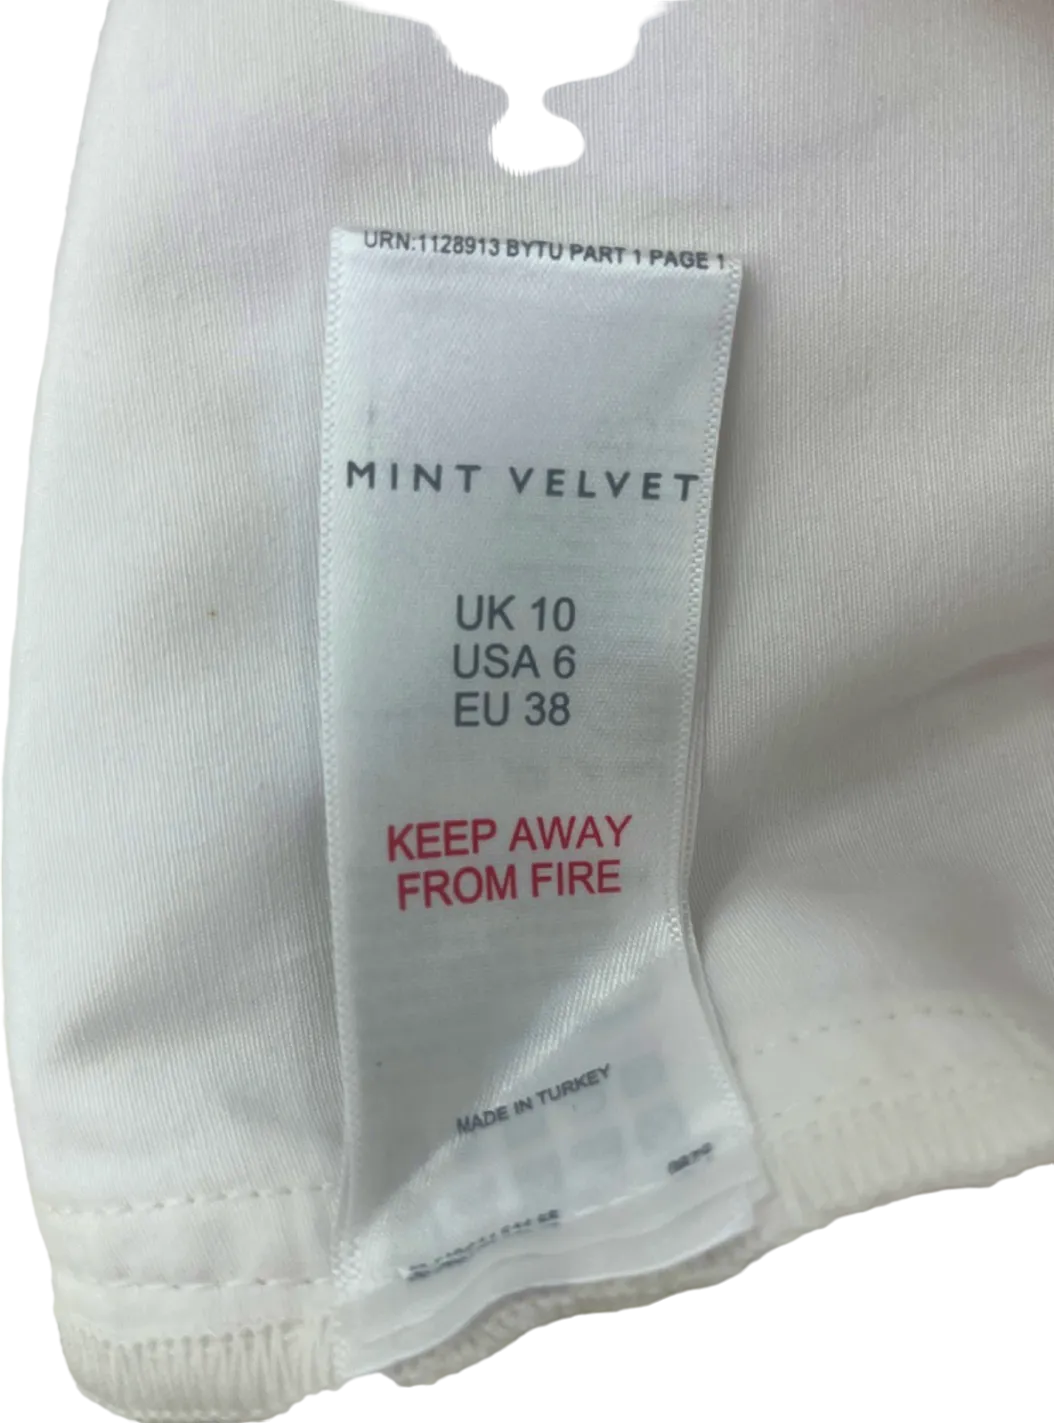 URN:1128913 BYTU PART 1 PAGE 1
MINT VELVET
UK 10
USA 6
EU 38
KEEP AWAY
FROM FIRE
MADE IN TURKEY